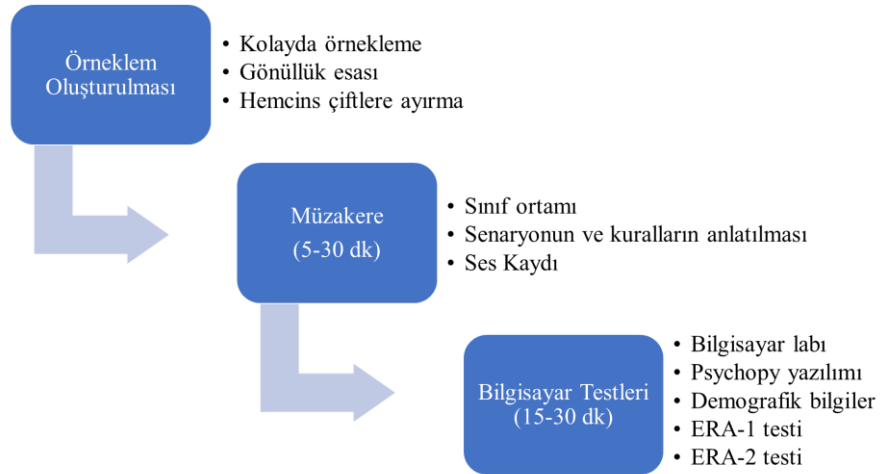 Örneklem
Oluşturulması
• Kolayda örnekleme
• Gönüllük esası
• Hemcins çiftlere ayırma
Müzakere
(5-30 dk)
• Sınıf ortamı
• Senaryonun ve kuralların anlatılması
• Ses Kaydı
Bilgisayar Testleri
(15-30 dk)
• Bilgisayar labı
• Psychopy yazılımı
• Demografik bilgiler
• ERA-1 testi
• ERA-2 testi